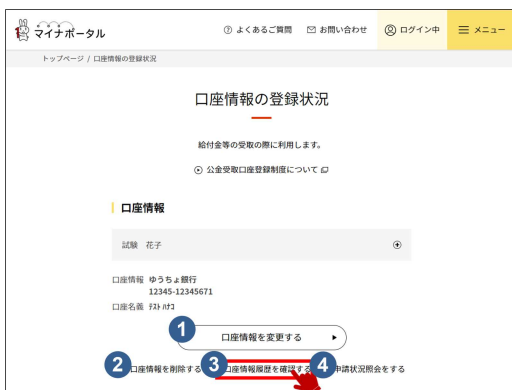 マイナポータル
よくあるご質問 お問い合わせ ログイン中 メニュー
トップページ / 口座情報の登録状況
口座情報の登録状況
給付金等の受取の際に利用します。
公金受取口座登録制度について
口座情報
試験 花子
口座情報 ゆうちょ銀行
12345-12345671
口座名義 ﾃｽﾄ ﾊﾅｺ
1 口座情報を変更する
2 口座情報を削除する 3 口座情報履歴を確認する 4 申請状況照会をする